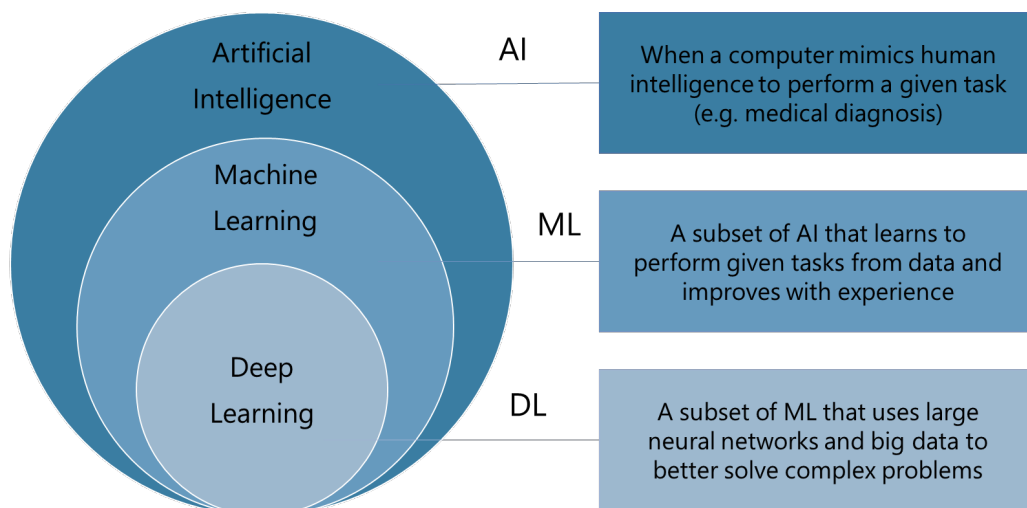 Artificial
Intelligence
AI
When a computer mimics human
intelligence to perform a given task
(e.g. medical diagnosis)
Machine
Learning
ML
A subset of AI that learns to
perform given tasks from data and
improves with experience
Deep
Learning
DL
A subset of ML that uses large
neural networks and big data to
better solve complex problems